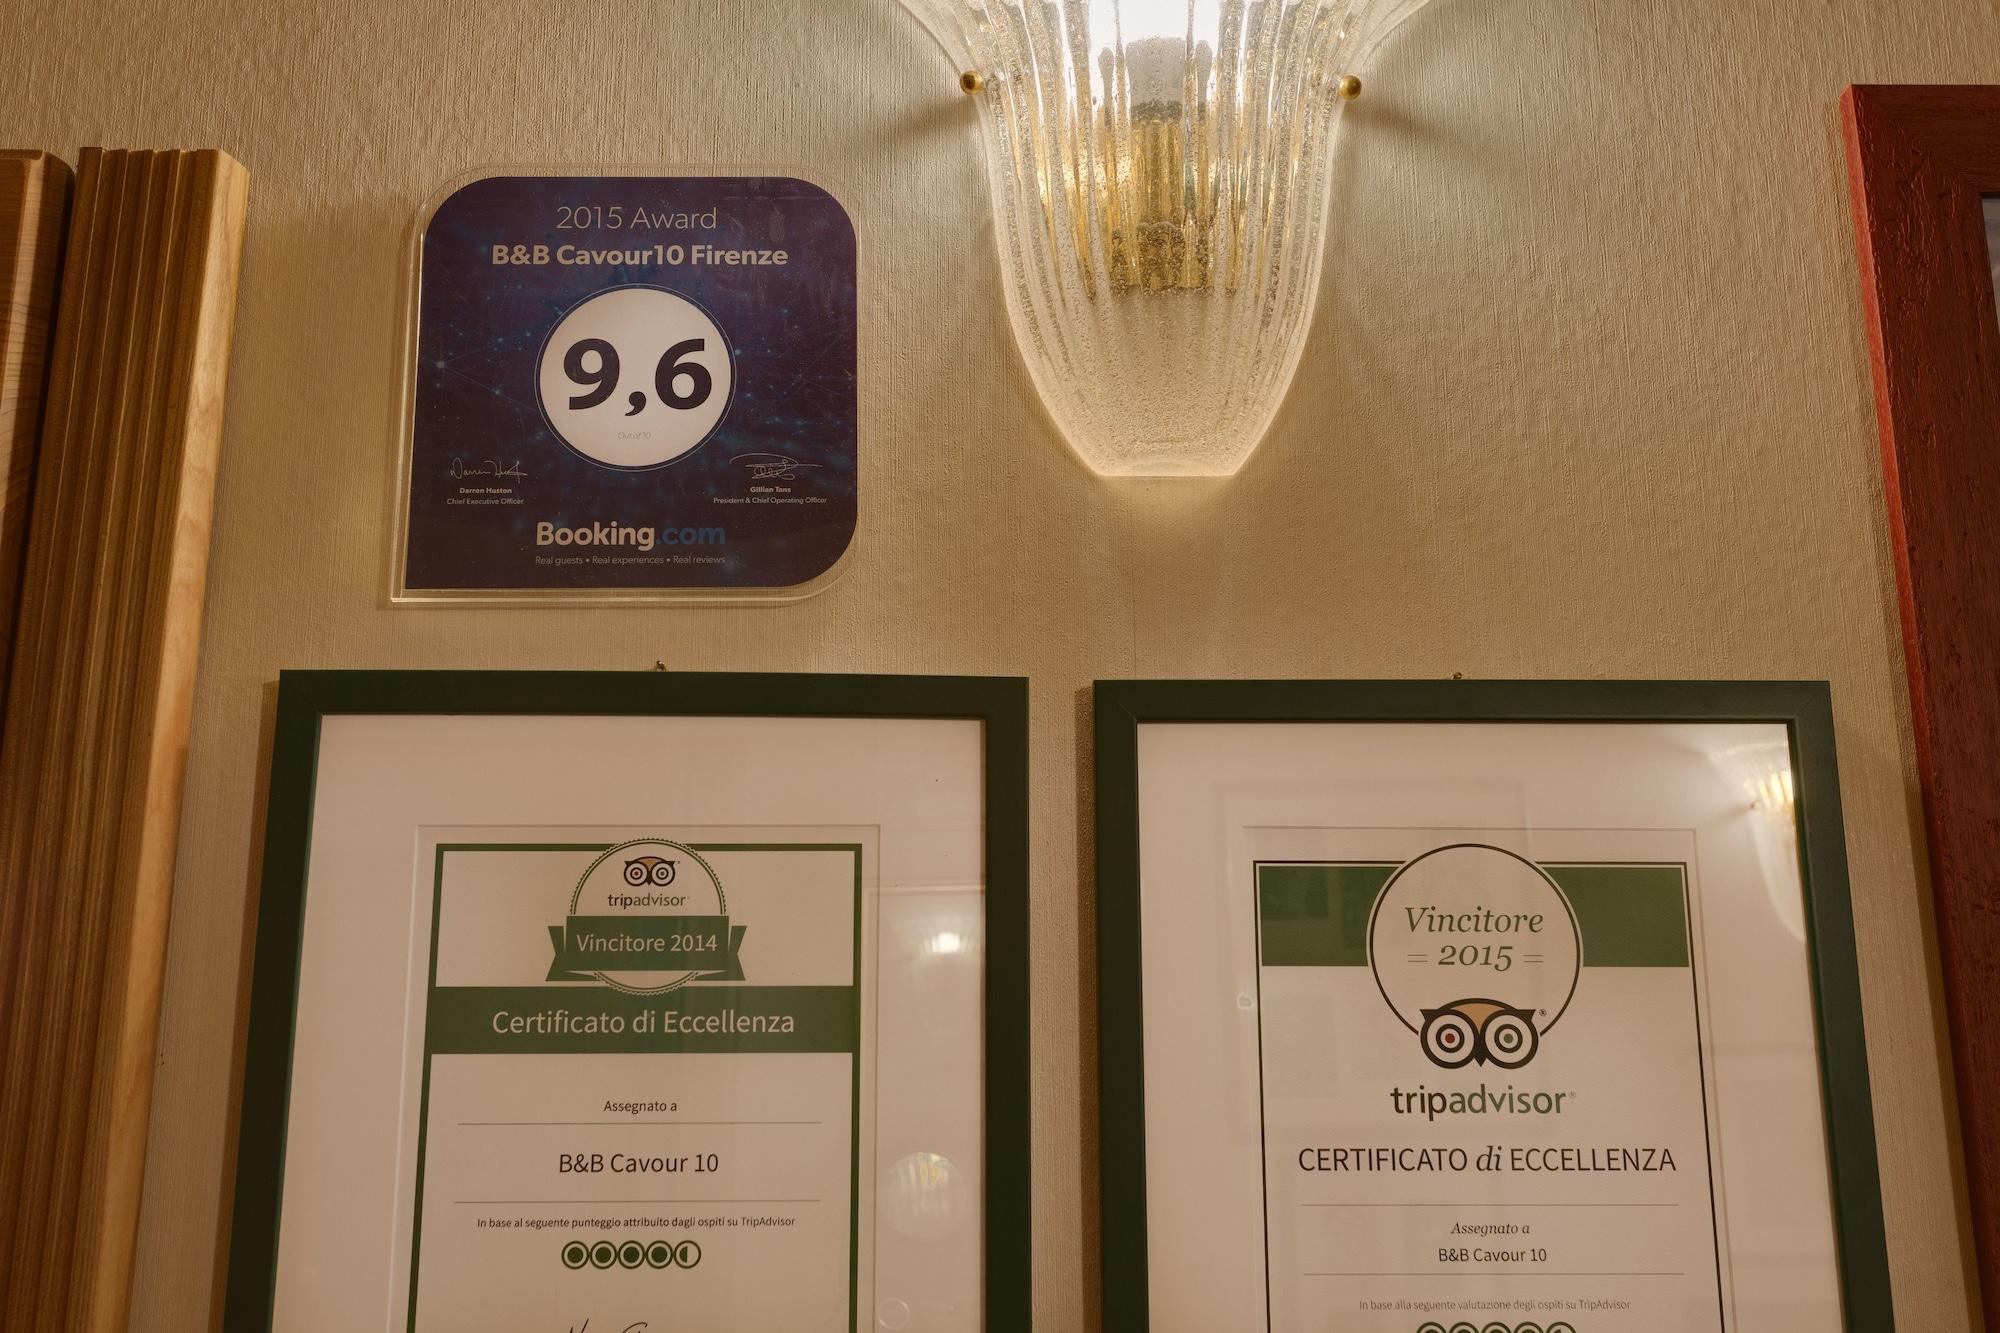 2015 Award
B&B Cavour10 Firenze
9,6
Out of 10
Darren Huston
Chief Executive Officer
Gillian Tans
President & Chief Operating Officer
Booking.com
Real guests • Real experiences • Real reviews
tripadvisor®
Vincitore 2014
Certificato di Eccellenza
Assegnato a
B&B Cavour 10
In base al seguente punteggio attribuito dagli ospiti su TripAdvisor
Vincitore
2015
tripadvisor®
CERTIFICATO di ECCELLENZA
Assegnato a
B&B Cavour 10
In base alla seguente valutazione degli ospiti su TripAdvisor